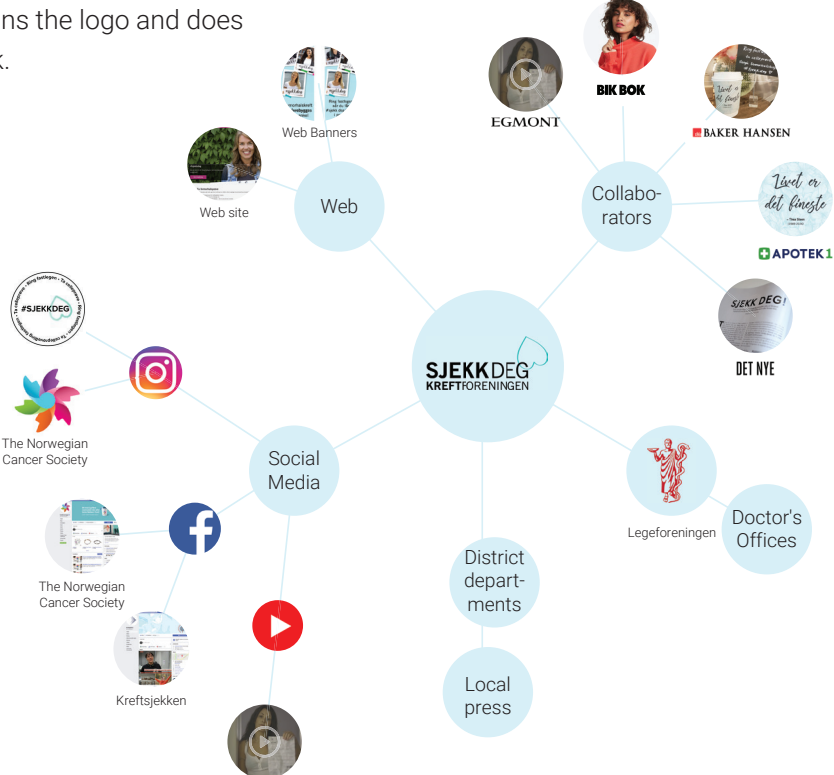 ns the logo and does
k.
Web Banners
Web site
Web
EGMONT
BIK BOK
BAKER HANSEN
Collabo-
rators
Livet er
det fineste
APOTEK 1
SJEKK DEG!
DET NYE
#SJEKKDEG
The Norwegian
Cancer Society
SJEKKDEG
KREFTFORENINGEN
Social
Media
The Norwegian
Cancer Society
Kreftsjekken
District
depart-
ments
Local
press
Legeforeningen
Doctor's
Offices